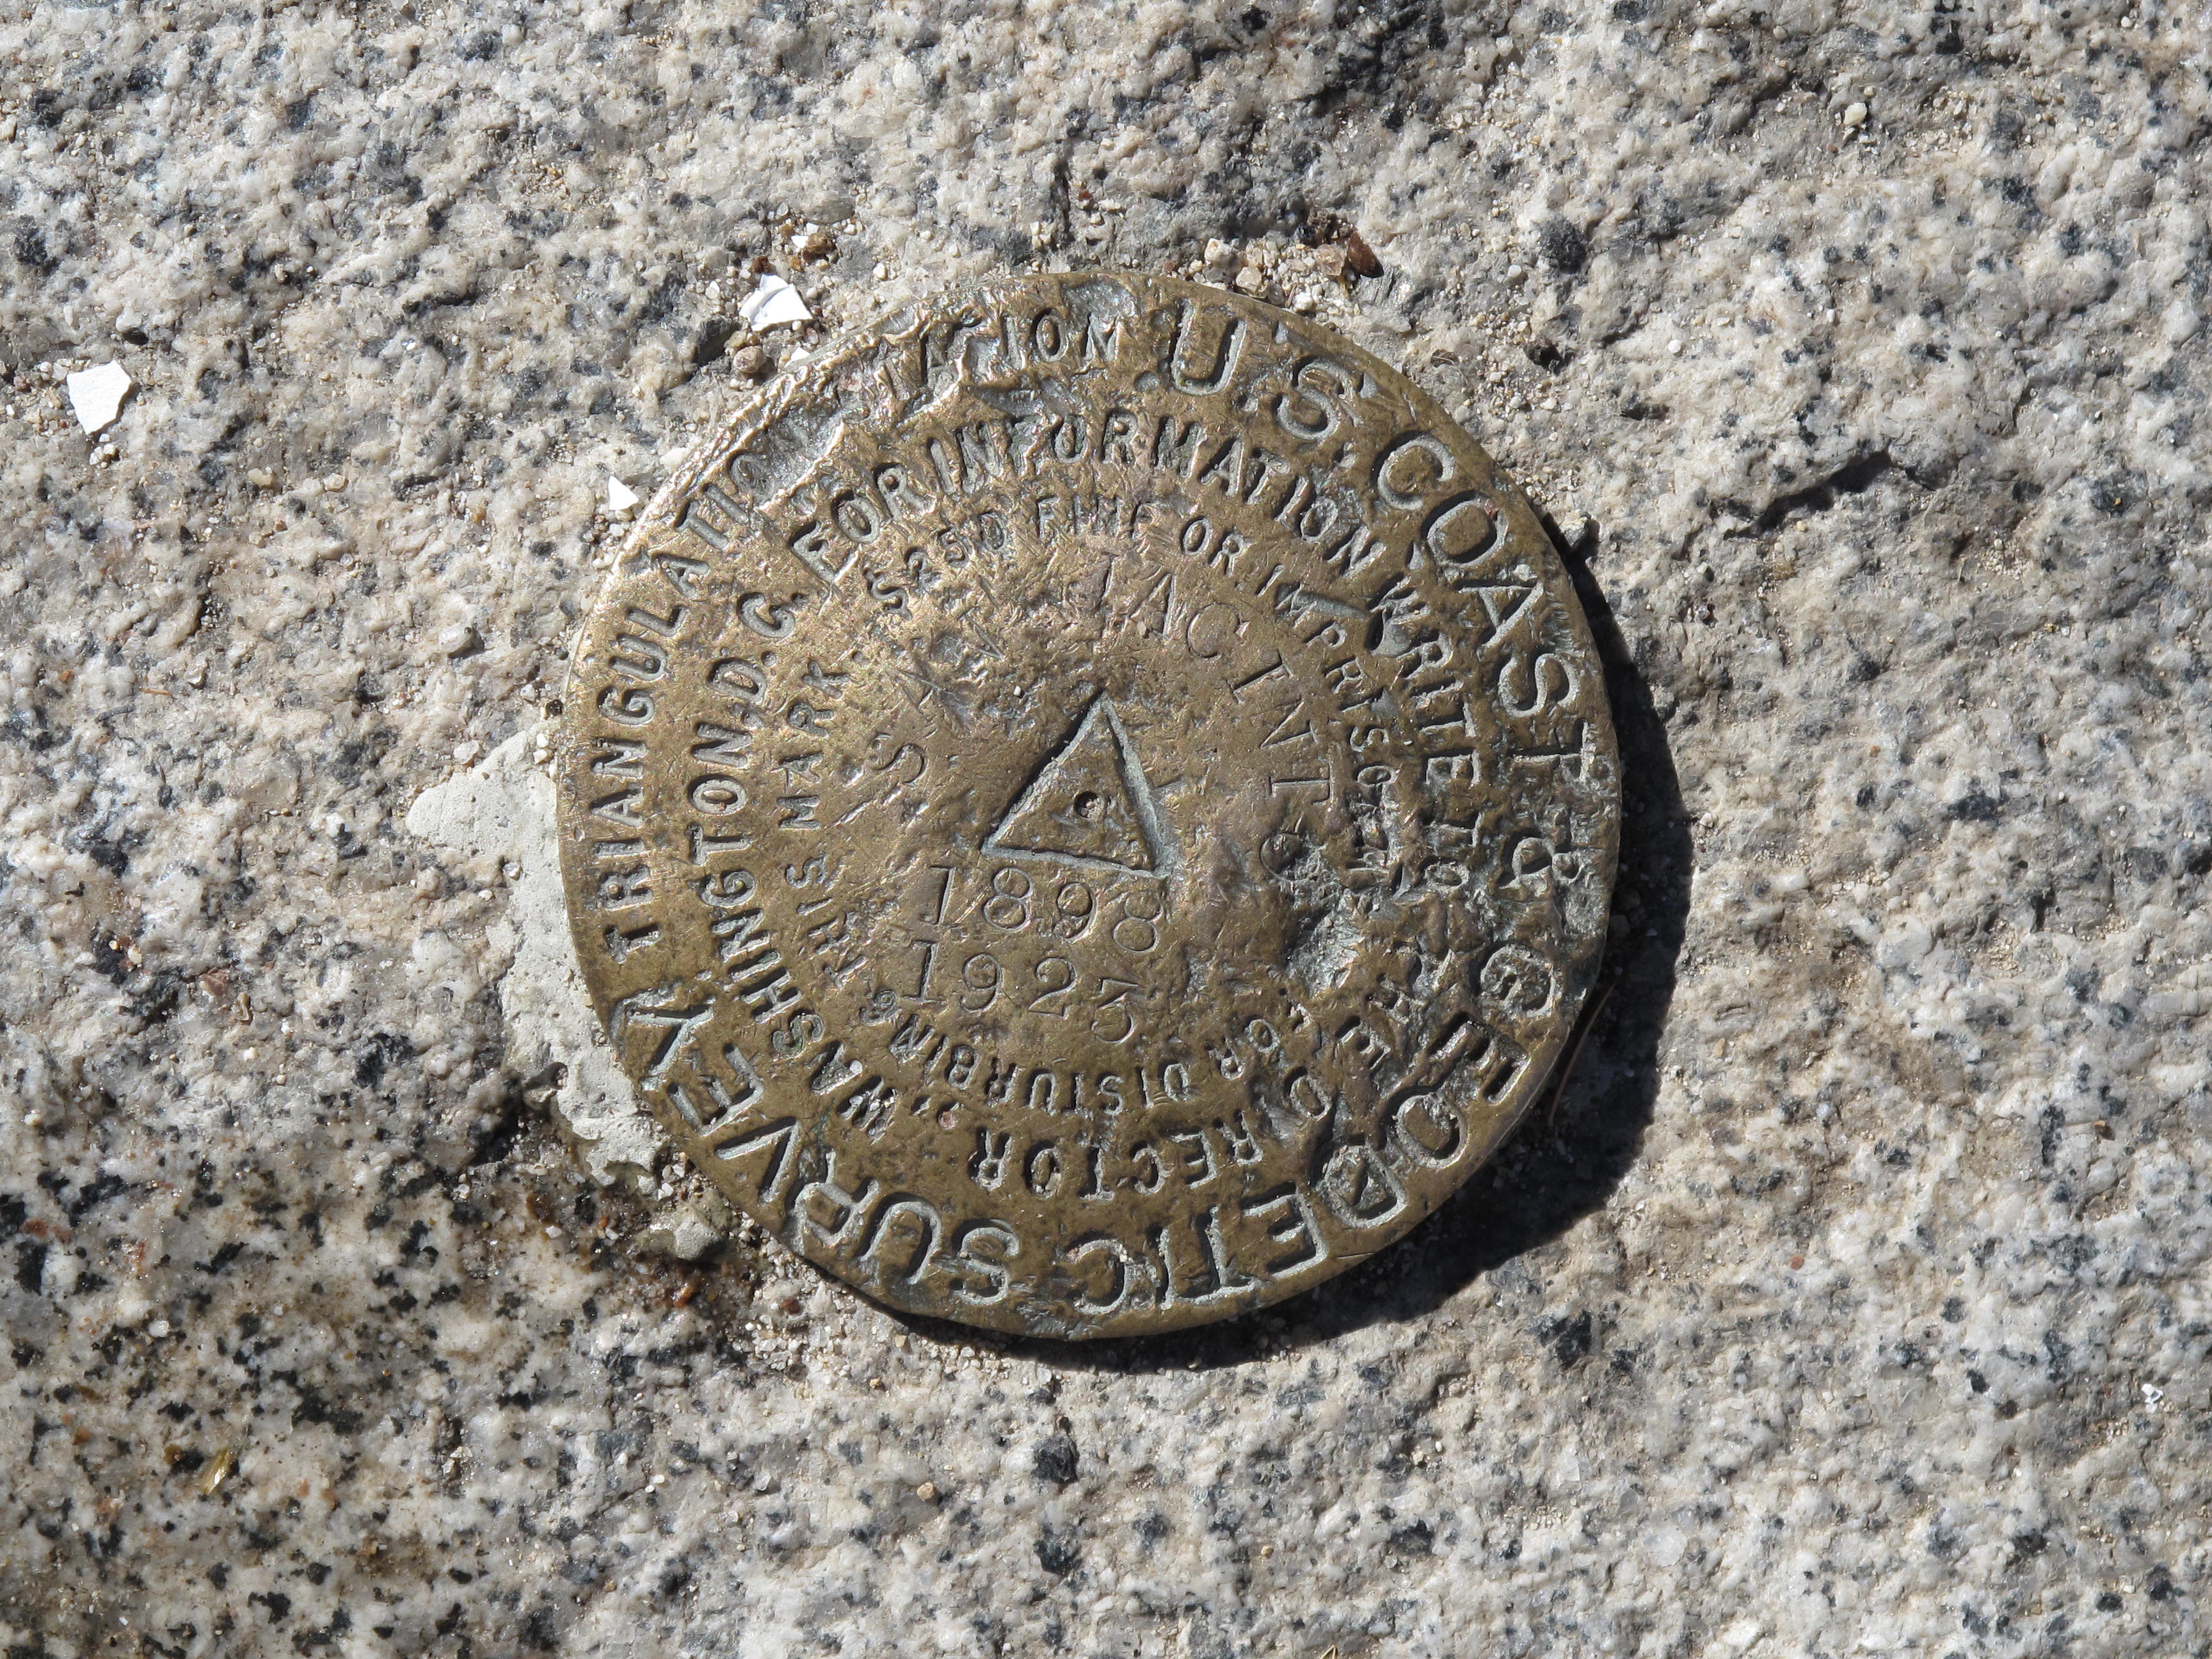 U.S. COAST & GEODETIC SURVEY
TRIANGULATION STATION
FOR INFORMATION WRITE TO THE DIRECTOR, WASHINGTON, D.C.
$250 FINE OR IMPRISONMENT FOR DISTURBING THIS MARK.
SAN JACINTO
1898
1923